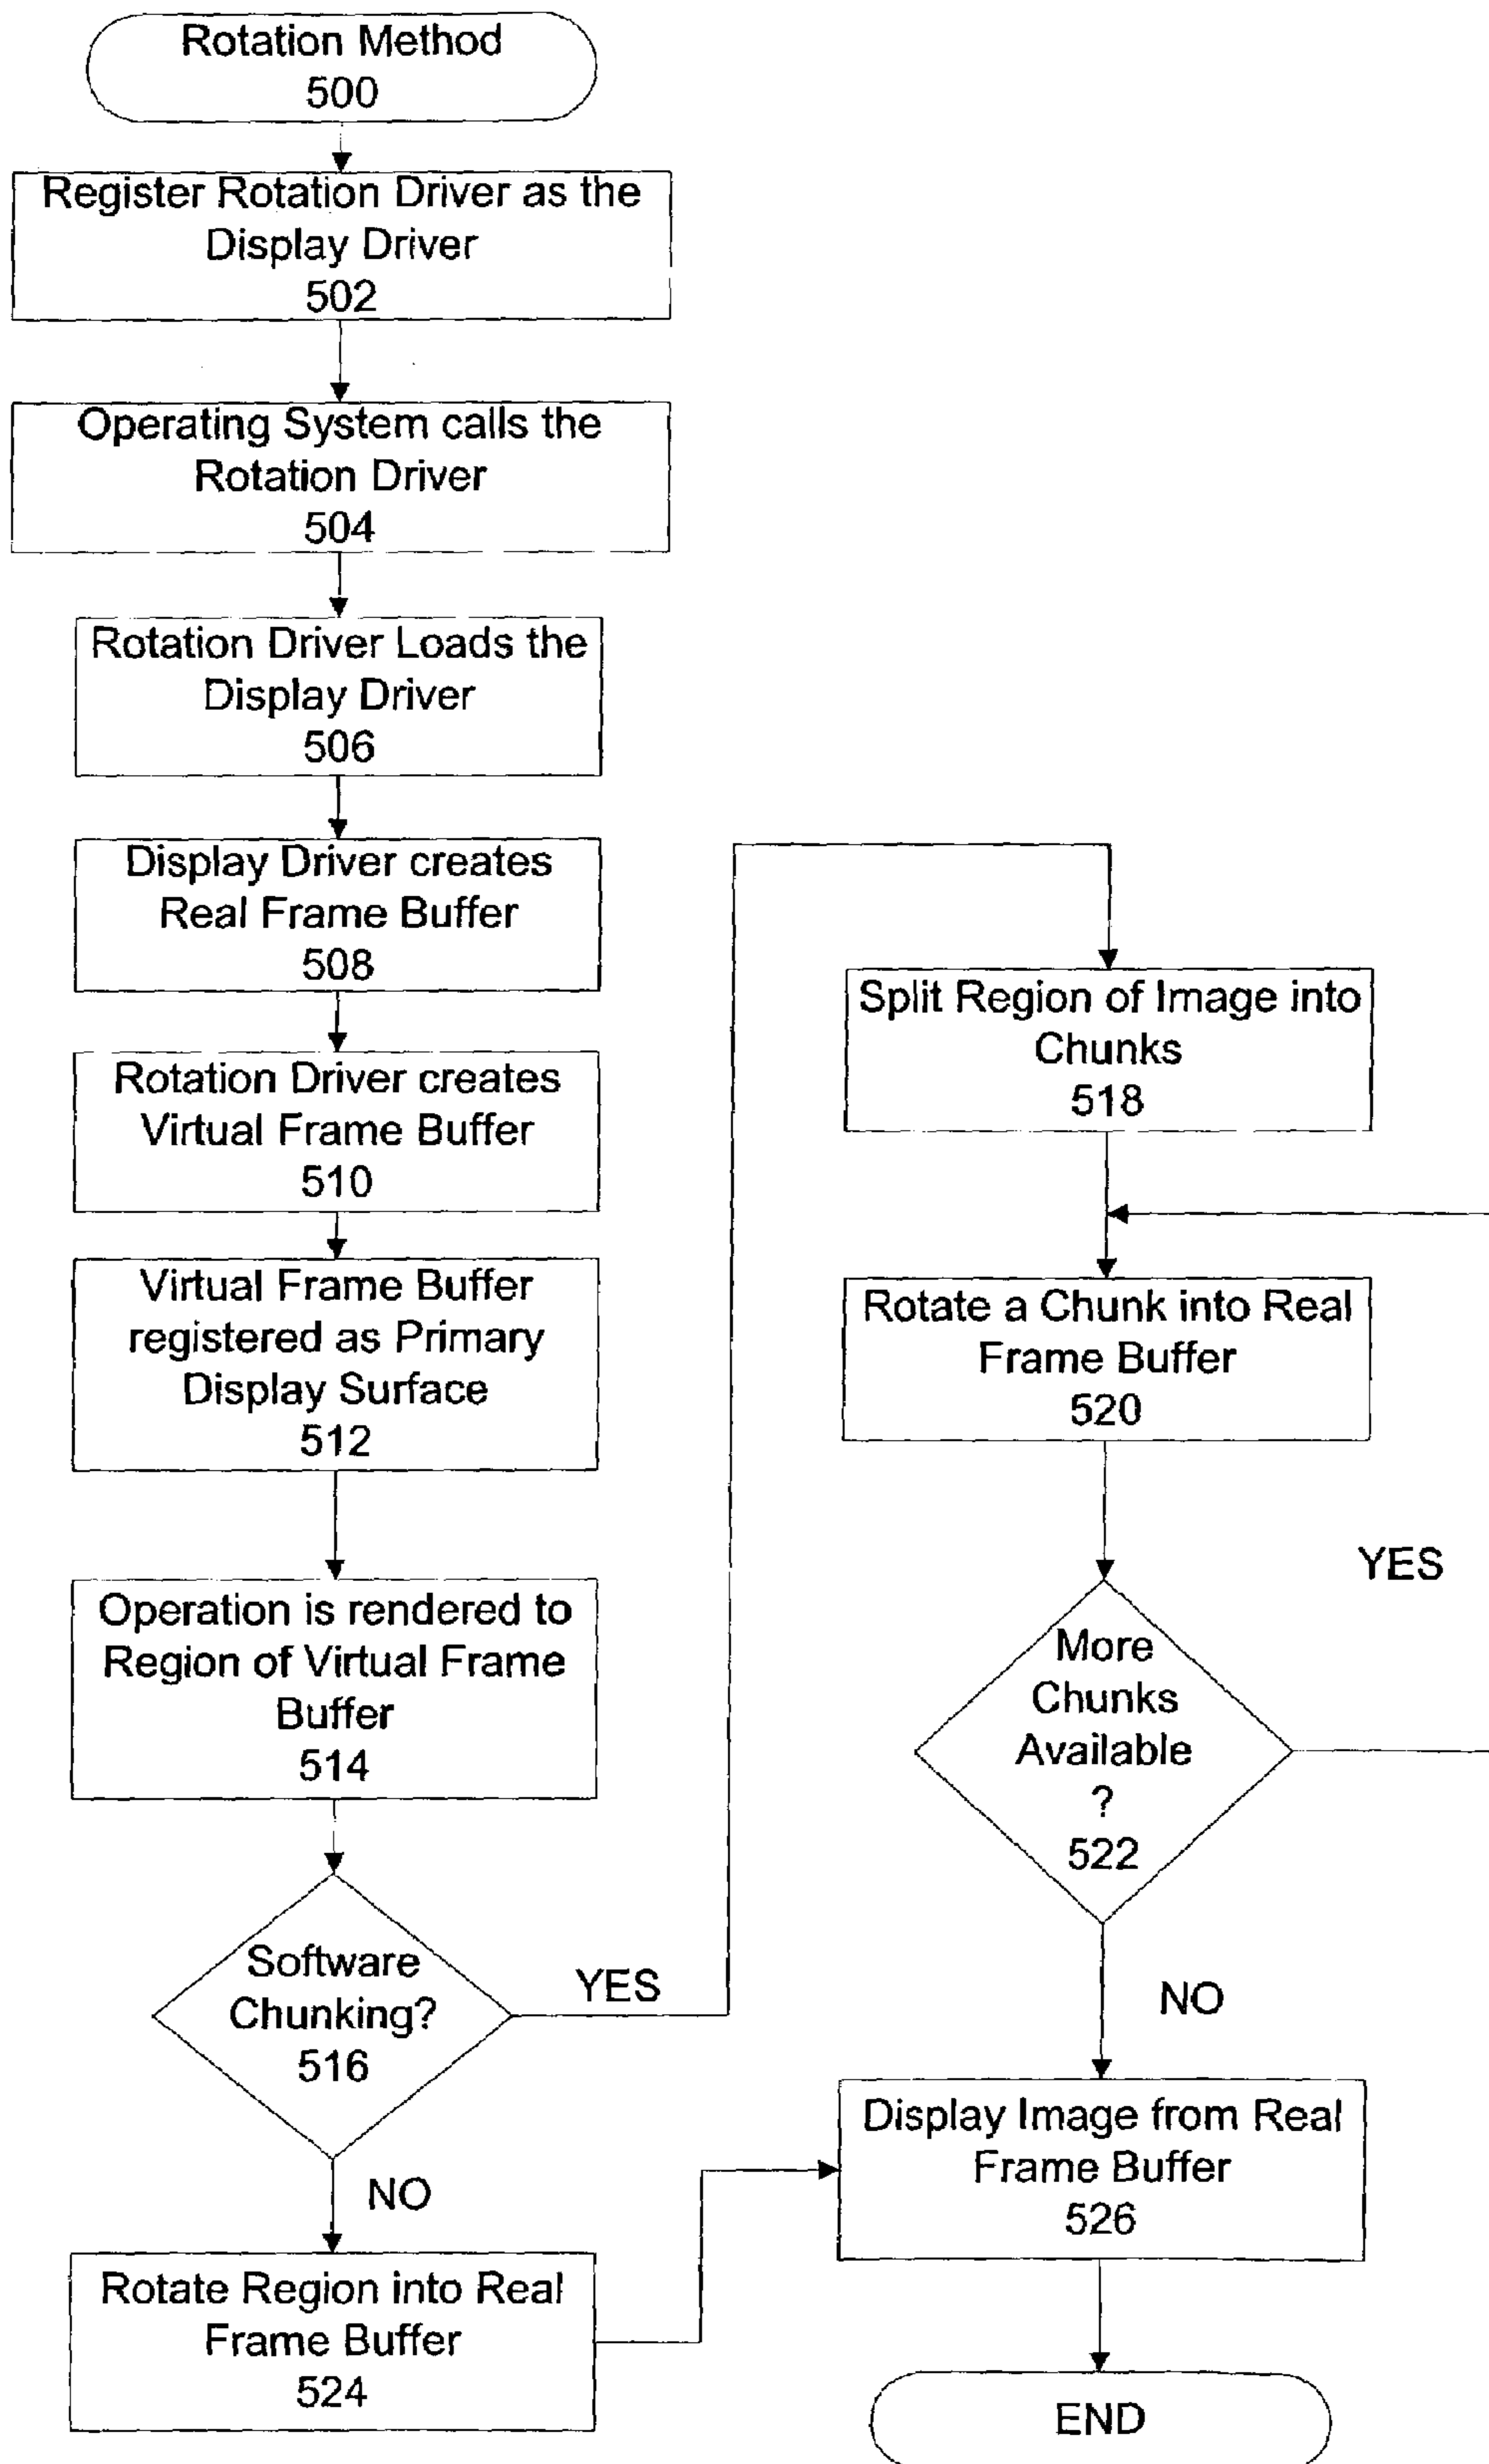 Rotation Method
500
Register Rotation Driver as the
Display Driver
502
Operating System calls the
Rotation Driver
504
Rotation Driver Loads the
Display Driver
506
Display Driver creates
Real Frame Buffer
508
Rotation Driver creates
Virtual Frame Buffer
510
Virtual Frame Buffer
registered as Primary
Display Surface
512
Operation is rendered to
Region of Virtual Frame
Buffer
514
Software
Chunking?
516
YES
NO
Rotate Region into Real
Frame Buffer
524
Split Region of Image into
Chunks
518
Rotate a Chunk into Real
Frame Buffer
520
YES
More
Chunks
Available
?
522
NO
Display Image from Real
Frame Buffer
526
END